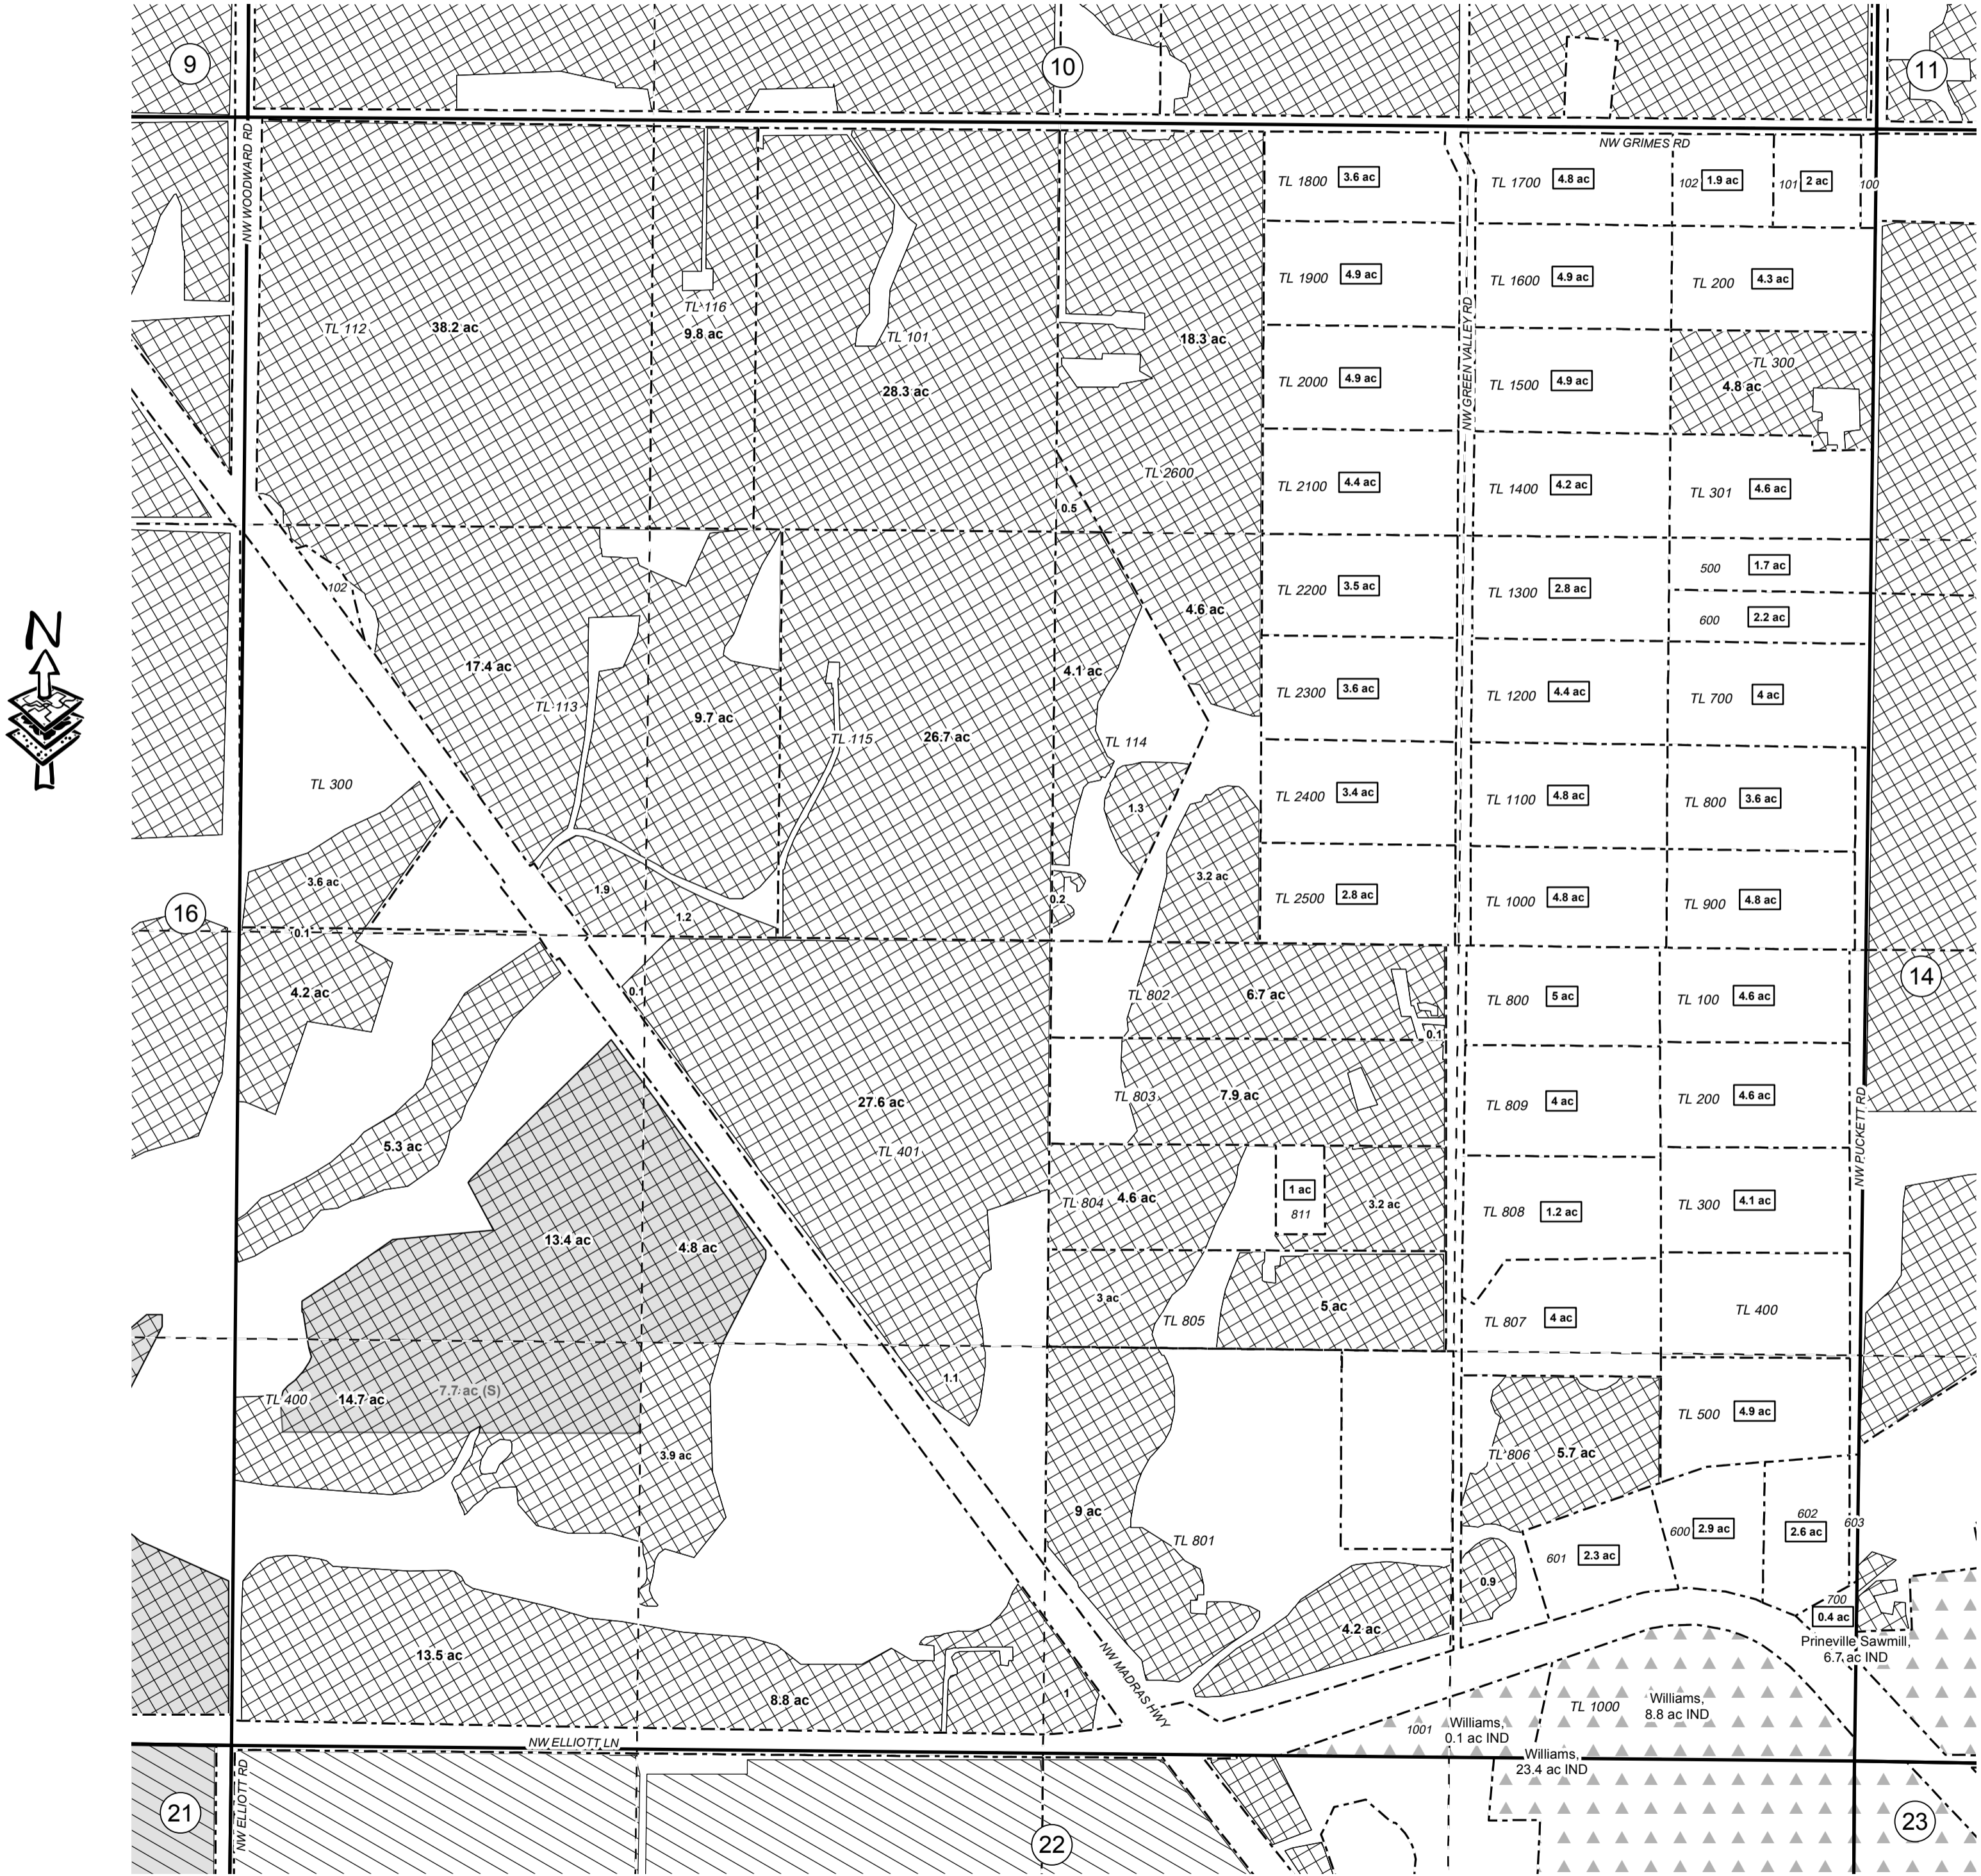 9
10
11
NW WOODWARD RD
NW GRIMES RD
TL 1800 3.6 ac
TL 1700 4.8 ac
102 1.9 ac
101 2 ac
100
TL 1900 4.9 ac
TL 1600 4.9 ac
TL 200 4.3 ac
TL 112
38.2 ac
TL 116
9.8 ac
TL 101
28.3 ac
18.3 ac
NW GREEN VALLEY RD
TL 2000 4.9 ac
TL 1500 4.9 ac
TL 300
4.8 ac
TL 2600
0.5
TL 2100 4.4 ac
TL 1400 4.2 ac
TL 301 4.6 ac
N
102
4.6 ac
TL 2200 3.5 ac
TL 1300 2.8 ac
500 1.7 ac
600 2.2 ac
17.4 ac
TL 113
9.7 ac
TL 115
26.7 ac
4.1 ac
TL 114
TL 2300 3.6 ac
TL 1200 4.4 ac
TL 700 4 ac
TL 300
1.3
TL 2400 3.4 ac
TL 1100 4.8 ac
TL 800 3.6 ac
3.6 ac
1.9
1.2
0.2
3.2 ac
TL 2500 2.8 ac
TL 1000 4.8 ac
TL 900 4.8 ac
16
0.1
14
4.2 ac
0.1
TL 802
6.7 ac
0.1
TL 800 5 ac
TL 100 4.6 ac
27.6 ac
TL 401
TL 803
7.9 ac
TL 809 4 ac
TL 200 4.6 ac
NW PUCKETT RD
5.3 ac
13.4 ac
4.8 ac
TL 804
4.6 ac
1 ac
811
3.2 ac
TL 808 1.2 ac
TL 300 4.1 ac
3 ac
TL 805
5 ac
TL 807 4 ac
TL 400
TL 400
14.7 ac
7.7 ac (S)
1.1
3.9 ac
TL 806
5.7 ac
TL 500 4.9 ac
9 ac
TL 801
0.9
601 2.3 ac
600 2.9 ac
602
2.6 ac
603
700
0.4 ac
13.5 ac
8.8 ac
1
4.2 ac
NW MADRAS HWY
Prineville Sawmill,
6.7 ac IND
TL 1000
Williams,
8.8 ac IND
1001
Williams,
0.1 ac IND
NW ELLIOTT LN
Williams,
23.4 ac IND
NW ELLIOTT RD
21
22
23